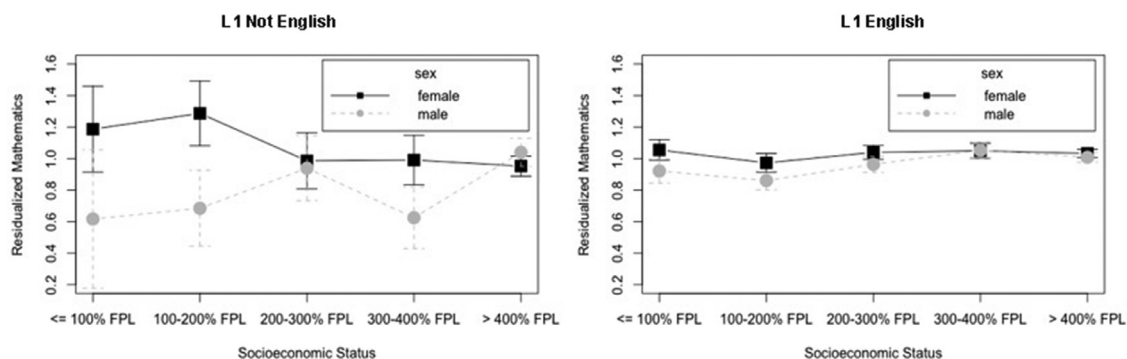 L1 Not English
Residualized Mathematics
1.6
1.4
1.2
1.0
0.8
0.6
0.4
0.2
sex
female
male
<= 100% FPL 100-200% FPL 200-300% FPL 300-400% FPL > 400% FPL
Socioeconomic Status
L1 English
Residualized Mathematics
1.6
1.4
1.2
1.0
0.8
0.6
0.4
0.2
sex
female
male
<= 100% FPL 100-200% FPL 200-300% FPL 300-400% FPL > 400% FPL
Socioeconomic Status